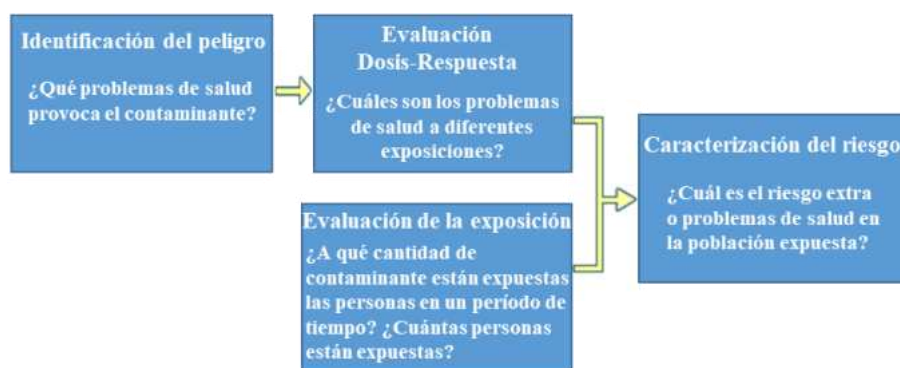 Identificación del peligro
¿Qué problemas de salud
provoca el contaminante?
Evaluación
Dosis-Respuesta
¿Cuáles son los problemas
de salud a diferentes
exposiciones?
Evaluación de la exposición
¿A qué cantidad de
contaminante están expuestas
las personas en un período de
tiempo? ¿Cuántas personas
están expuestas?
Caracterización del riesgo
¿Cuál es el riesgo extra
o problemas de salud en
la población expuesta?